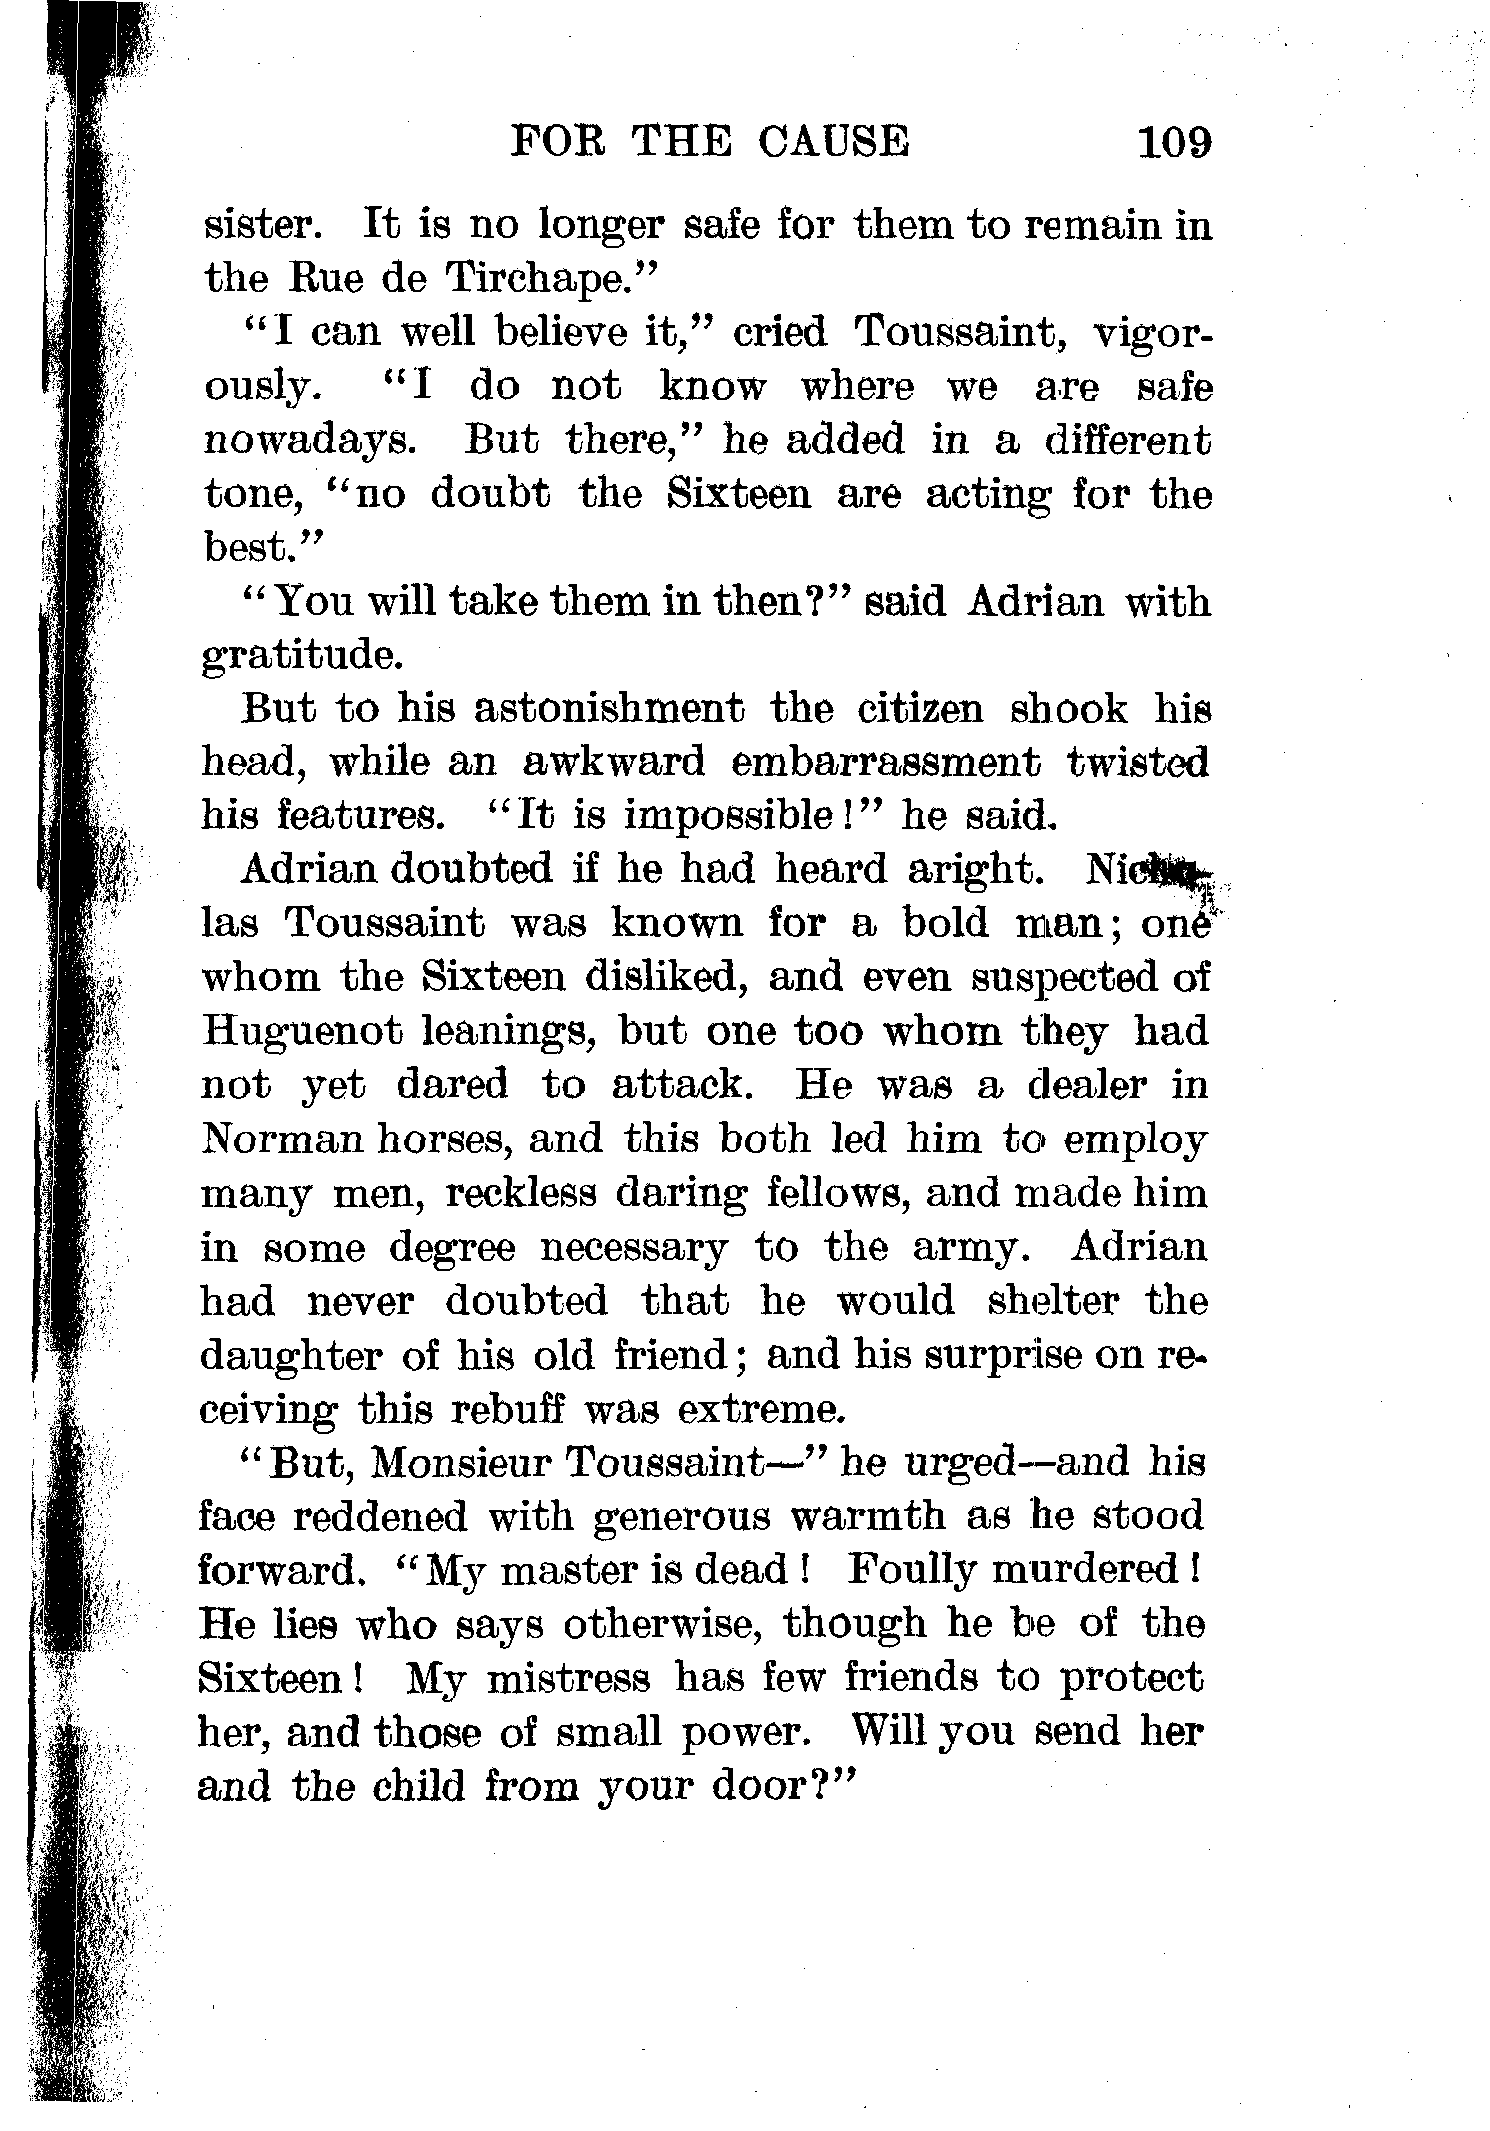 FOR THE CAUSE 109
sister. It is no longer safe for them to remain in
the Rue de Tirchape."
"I can well believe it," cried Toussaint, vigor-
ously. "I do not know where we are safe
nowadays. But there," he added in a different
tone, "no doubt the Sixteen are acting for the
best."
"You will take them in then?" said Adrian with
gratitude.
But to his astonishment the citizen shook his
head, while an awkward embarrassment twisted
his features. "It is impossible!" he said.
Adrian doubted if he had heard aright. Nicho-
las Toussaint was known for a bold man; one
whom the Sixteen disliked, and even suspected of
Huguenot leanings, but one too whom they had
not yet dared to attack. He was a dealer in
Norman horses, and this both led him to employ
many men, reckless daring fellows, and made him
in some degree necessary to the army. Adrian
had never doubted that he would shelter the
daughter of his old friend; and his surprise on re-
ceiving this rebuff was extreme.
"But, Monsieur Toussaint—" he urged—and his
face reddened with generous warmth as he stood
forward. "My master is dead! Foully murdered!
He lies who says otherwise, though he be of the
Sixteen! My mistress has few friends to protect
her, and those of small power. Will you send her
and the child from your door?"